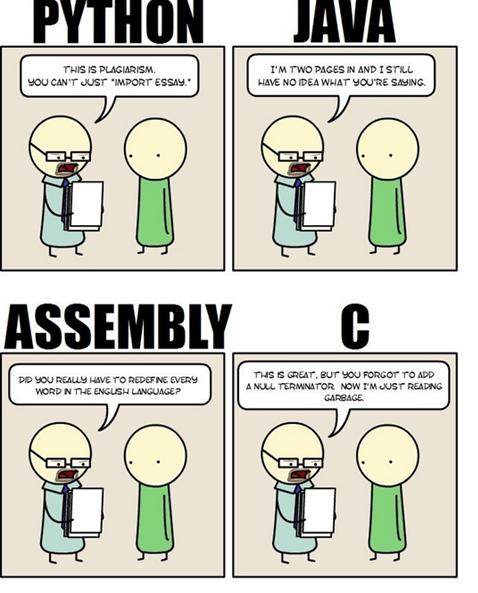 PYTHON
THIS IS PLAGIARISM.
YOU CAN'T JUST "IMPORT ESSAY."
JAVA
I'M TWO PAGES IN AND I STILL
HAVE NO IDEA WHAT YOU'RE SAYING.
ASSEMBLY
DID YOU REALLY HAVE TO REDEFINE EVERY
WORD IN THE ENGLISH LANGUAGE?
C
THIS IS GREAT, BUT YOU FORGOT TO ADD
A NULL TERMINATOR. NOW I'M JUST READING
GARBAGE.